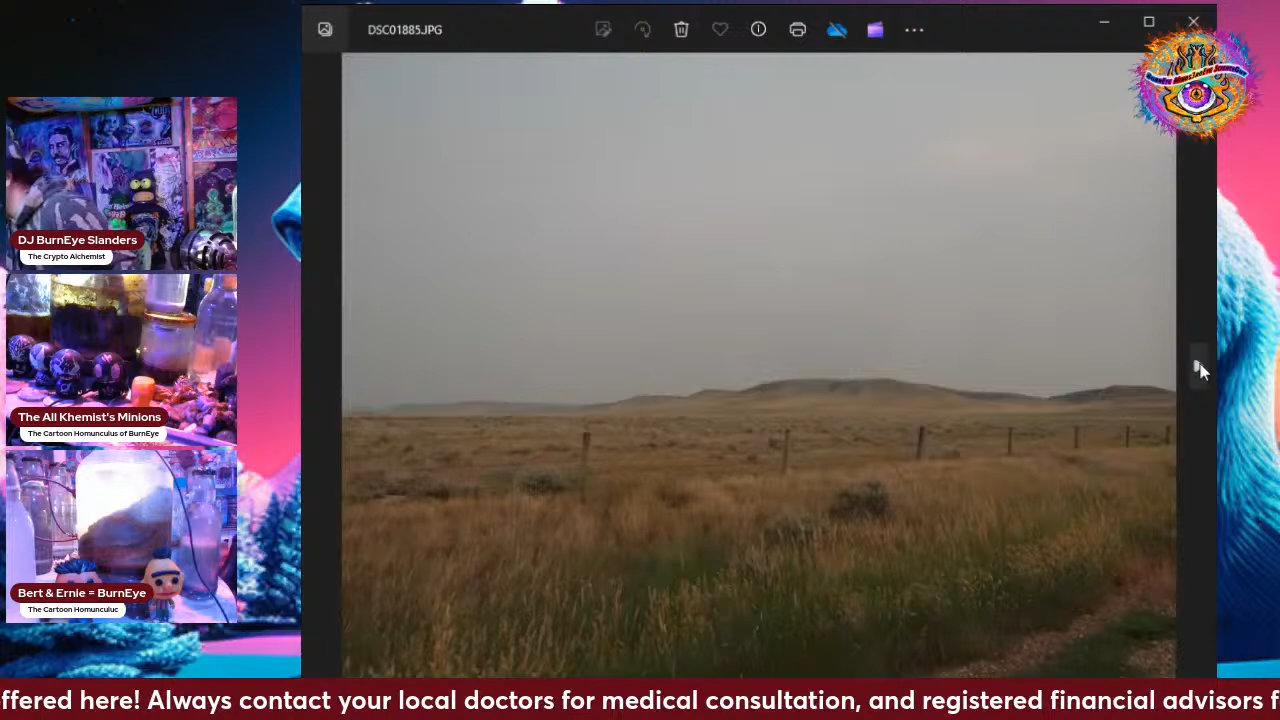 DSC01885.JPG
DJ BurnEye Slanders
The Crypto Alchemist
The All Khemist's Minions
The Cartoon Homunculus of BurnEye
Bert & Ernie = BurnEye
The Cartoon Homunculuc
ffered here! Always contact your local doctors for medical consultation, and registered financial advisors f